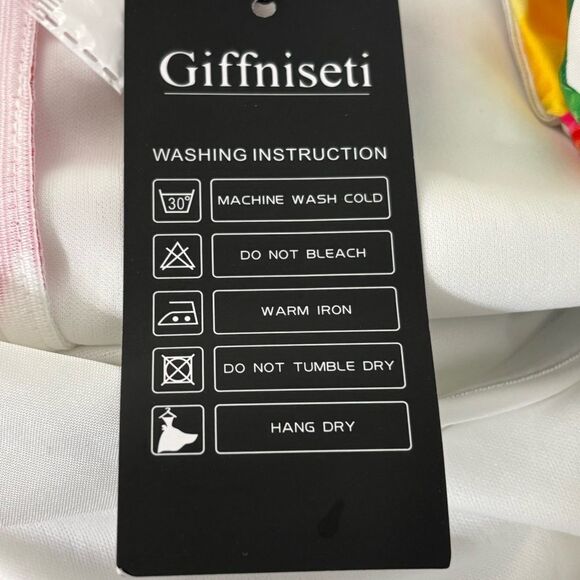 Giffniseti
WASHING INSTRUCTION
30°
MACHINE WASH COLD
DO NOT BLEACH
WARM IRON
DO NOT TUMBLE DRY
HANG DRY